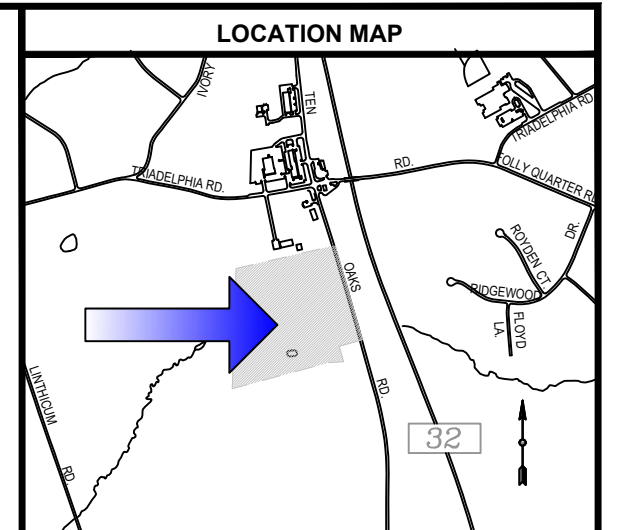 LOCATION MAP
IVORY
TEN
TRIADELPHIA RD
TRIADELPHIA RD.
RD.
FOLLY QUARTER RD
ROYDEN CT
DR.
OAKS
RIDGEWOOD
FLOYD
LA.
LINTHICUM
RD.
RD.
32